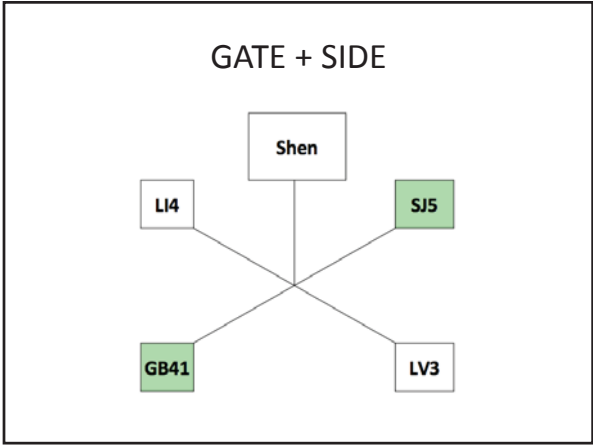 GATE + SIDE
Shen
LI4
SJ5
GB41
LV3